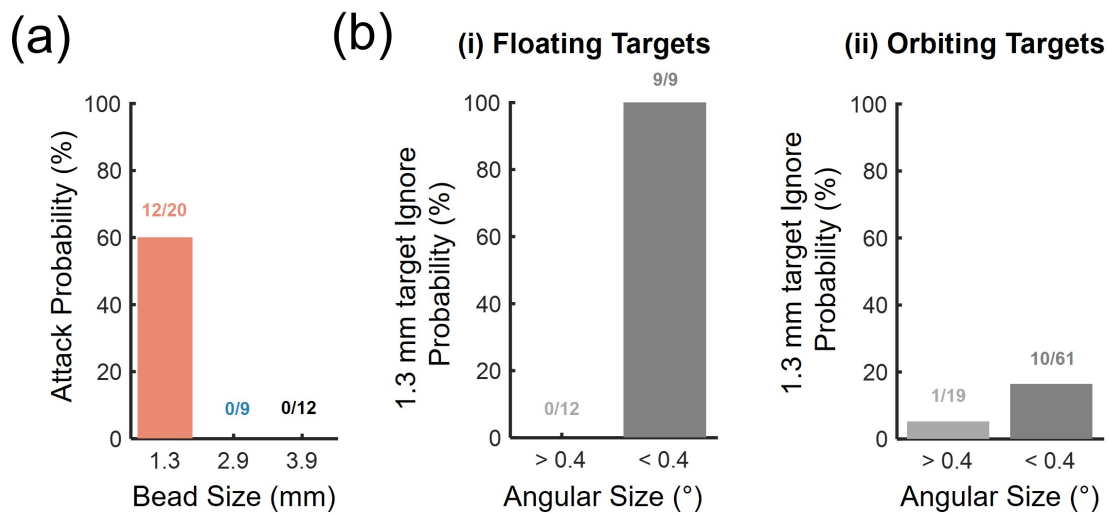 (a)
Attack Probability (%)
100
80
60
40
20
0
12/20
0/9
0/12
1.3
2.9
3.9
Bead Size (mm)
(b)
(i) Floating Targets
1.3 mm target Ignore
Probability (%)
100
80
60
40
20
0
0/12
9/9
> 0.4
< 0.4
Angular Size (°)
(ii) Orbiting Targets
1.3 mm target Ignore
Probability (%)
100
80
60
40
20
0
1/19
10/61
> 0.4
< 0.4
Angular Size (°)